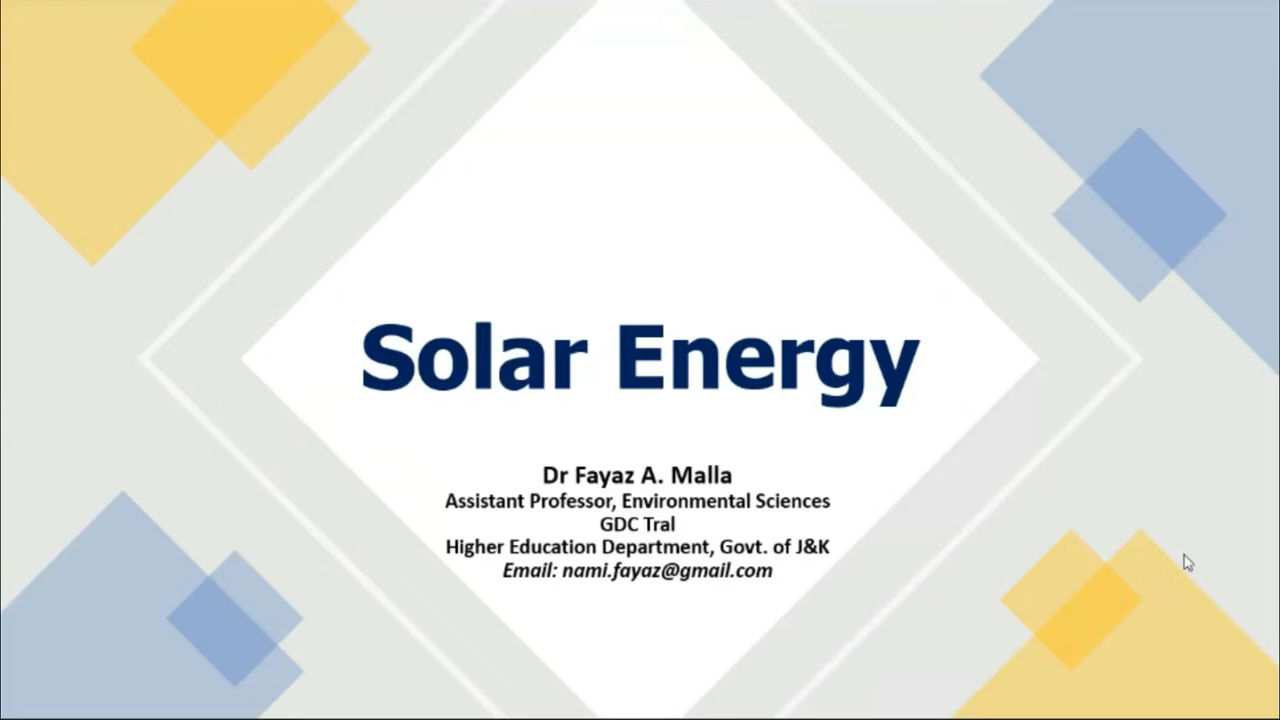 Solar Energy
Dr Fayaz A. Malla
Assistant Professor, Environmental Sciences
GDC Tral
Higher Education Department, Govt. of J&K
Email: nami.fayaz@gmail.com